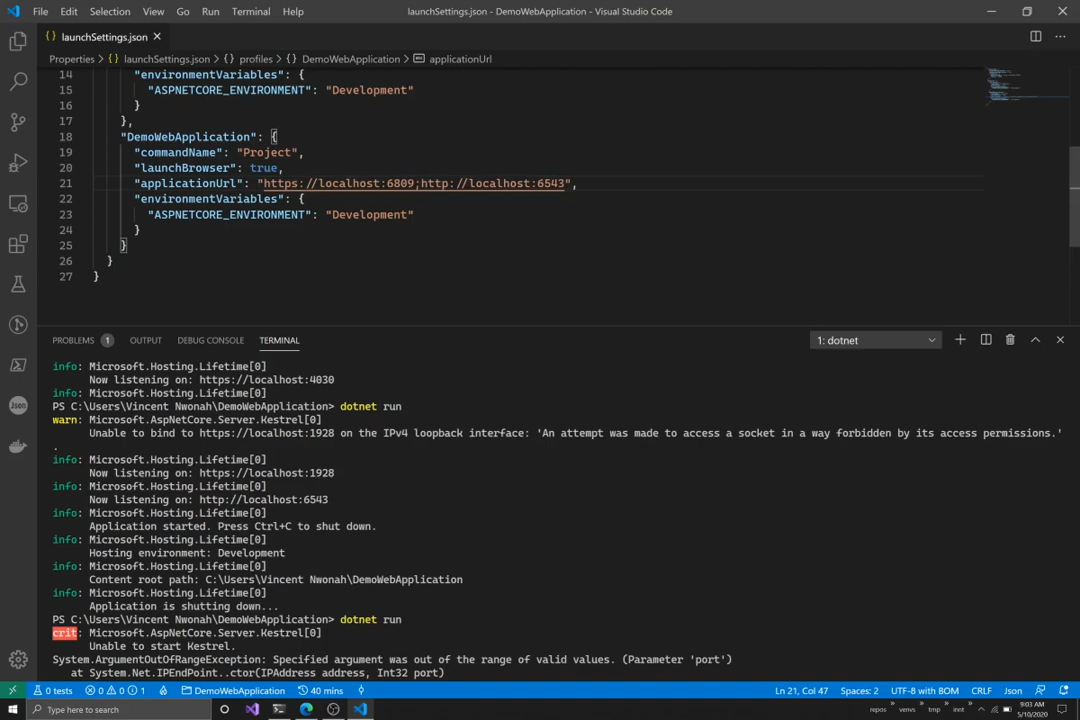 File Edit Selection View Go Run Terminal Help launchSettings.json - DemoWebApplication - Visual Studio Code
{} launchSettings.json
Properties > {} launchSettings.json > {} profiles > {} DemoWebApplication > applicationUrl
14 "environmentVariables": {
15 "ASPNETCORE_ENVIRONMENT": "Development"
16 }
17 },
18 "DemoWebApplication": {
19 "commandName": "Project",
20 "launchBrowser": true,
21 "applicationUrl": "https://localhost:6809;http://localhost:6543",
22 "environmentVariables": {
23 "ASPNETCORE_ENVIRONMENT": "Development"
24 }
25 }
26 }
27 }
PROBLEMS 1 OUTPUT DEBUG CONSOLE TERMINAL 1: dotnet
info: Microsoft.Hosting.Lifetime[0]
Now listening on: https://localhost:4030
info: Microsoft.Hosting.Lifetime[0]
PS C:\Users\Vincent Nwonah\DemoWebApplication> dotnet run
warn: Microsoft.AspNetCore.Server.Kestrel[0]
Unable to bind to https://localhost:1928 on the IPv4 loopback interface: 'An attempt was made to access a socket in a way forbidden by its access permissions.'
.
info: Microsoft.Hosting.Lifetime[0]
Now listening on: https://localhost:1928
info: Microsoft.Hosting.Lifetime[0]
Now listening on: http://localhost:6543
info: Microsoft.Hosting.Lifetime[0]
Application started. Press Ctrl+C to shut down.
info: Microsoft.Hosting.Lifetime[0]
Hosting environment: Development
info: Microsoft.Hosting.Lifetime[0]
Content root path: C:\Users\Vincent Nwonah\DemoWebApplication
info: Microsoft.Hosting.Lifetime[0]
Application is shutting down...
PS C:\Users\Vincent Nwonah\DemoWebApplication> dotnet run
crit: Microsoft.AspNetCore.Server.Kestrel[0]
Unable to start Kestrel.
System.ArgumentOutOfRangeException: Specified argument was out of the range of valid values. (Parameter 'port')
at System.Net.IPEndPoint..ctor(IPAddress address, Int32 port)
Json
0 tests 0 0 1 DemoWebApplication 40 mins Ln 21, Col 47 Spaces: 2 UTF-8 with BOM CRLF Json
Type here to search repos venvs tmp 9:03 AM
5/10/2020